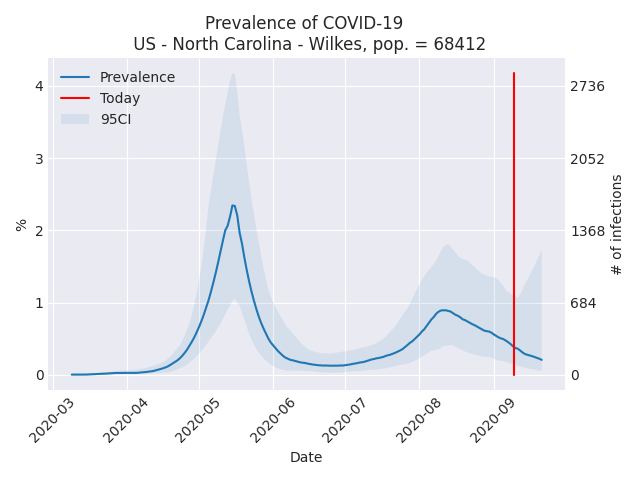 Prevalence of COVID-19
US - North Carolina - Wilkes, pop. = 68412
Prevalence
Today
95CI
4
3
2
1
0
%
2736
2052
1368
684
0
# of infections
2020-03
2020-04
2020-05
2020-06
2020-07
2020-08
2020-09
Date